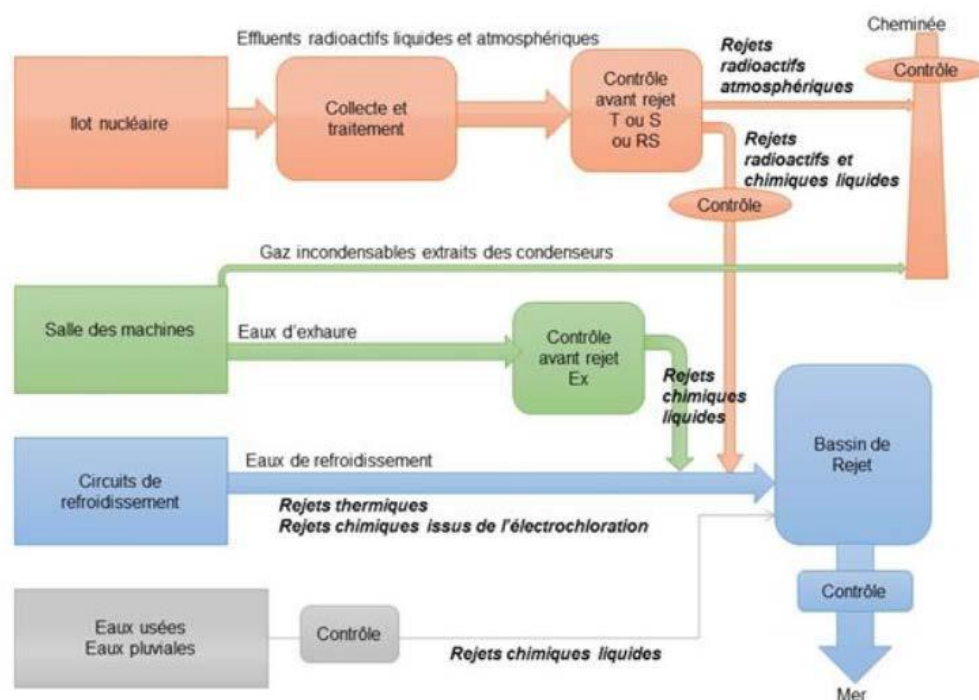 Cheminée
Effluents radioactifs liquides et atmosphériques
Ilot nucléaire
Collecte et
traitement
Contrôle
avant rejet
T ou S
ou RS
Rejets
radioactifs
atmosphériques
Contrôle
Rejets
radioactifs et
chimiques liquides
Contrôle
Gaz incondensables extraits des condenseurs
Salle des machines
Eaux d'exhaure
Contrôle
avant rejet
Ex
Rejets
chimiques
liquides
Circuits de
refroidissement
Eaux de refroidissement
Rejets thermiques
Rejets chimiques issus de l'électrochloration
Bassin de
Rejet
Contrôle
Eaux usées
Eaux pluviales
Contrôle
Rejets chimiques liquides
Mer